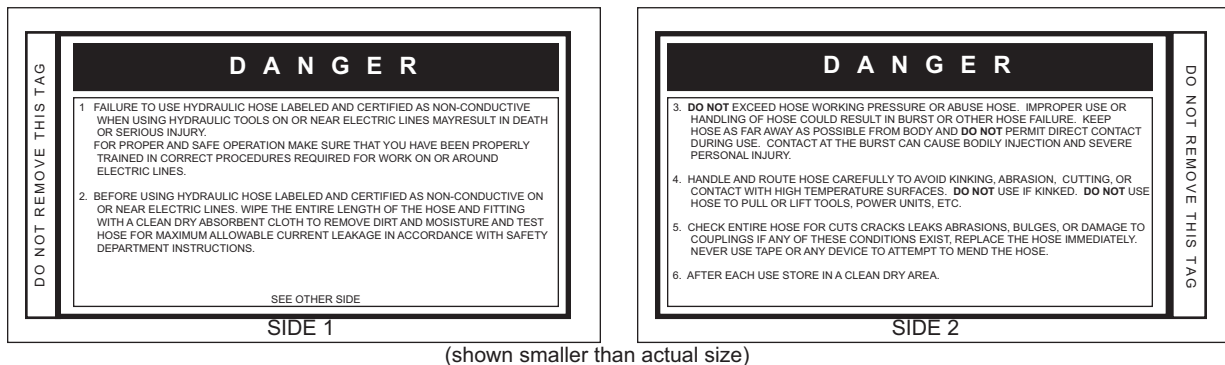 DO NOT REMOVE THIS TAG
DANGER
1 FAILURE TO USE HYDRAULIC HOSE LABELED AND CERTIFIED AS NON-CONDUCTIVE
WHEN USING HYDRAULIC TOOLS ON OR NEAR ELECTRIC LINES MAYRESULT IN DEATH
OR SERIOUS INJURY.
FOR PROPER AND SAFE OPERATION MAKE SURE THAT YOU HAVE BEEN PROPERLY
TRAINED IN CORRECT PROCEDURES REQUIRED FOR WORK ON OR AROUND
ELECTRIC LINES.
2. BEFORE USING HYDRAULIC HOSE LABELED AND CERTIFIED AS NON-CONDUCTIVE ON
OR NEAR ELECTRIC LINES. WIPE THE ENTIRE LENGTH OF THE HOSE AND FITTING
WITH A CLEAN DRY ABSORBENT CLOTH TO REMOVE DIRT AND MOSISTURE AND TEST
HOSE FOR MAXIMUM ALLOWABLE CURRENT LEAKAGE IN ACCORDANCE WITH SAFETY
DEPARTMENT INSTRUCTIONS.
SEE OTHER SIDE
SIDE 1
DANGER
3. DO NOT EXCEED HOSE WORKING PRESSURE OR ABUSE HOSE. IMPROPER USE OR
HANDLING OF HOSE COULD RESULT IN BURST OR OTHER HOSE FAILURE. KEEP
HOSE AS FAR AWAY AS POSSIBLE FROM BODY AND DO NOT PERMIT DIRECT CONTACT
DURING USE. CONTACT AT THE BURST CAN CAUSE BODILY INJECTION AND SEVERE
PERSONAL INJURY.
4. HANDLE AND ROUTE HOSE CAREFULLY TO AVOID KINKING, ABRASION, CUTTING, OR
CONTACT WITH HIGH TEMPERATURE SURFACES. DO NOT USE IF KINKED. DO NOT USE
HOSE TO PULL OR LIFT TOOLS, POWER UNITS, ETC.
5. CHECK ENTIRE HOSE FOR CUTS CRACKS LEAKS ABRASIONS, BULGES, OR DAMAGE TO
COUPLINGS IF ANY OF THESE CONDITIONS EXIST, REPLACE THE HOSE IMMEDIATELY.
NEVER USE TAPE OR ANY DEVICE TO ATTEMPT TO MEND THE HOSE.
6. AFTER EACH USE STORE IN A CLEAN DRY AREA.
DO NOT REMOVE THIS TAG
SIDE 2
(shown smaller than actual size)